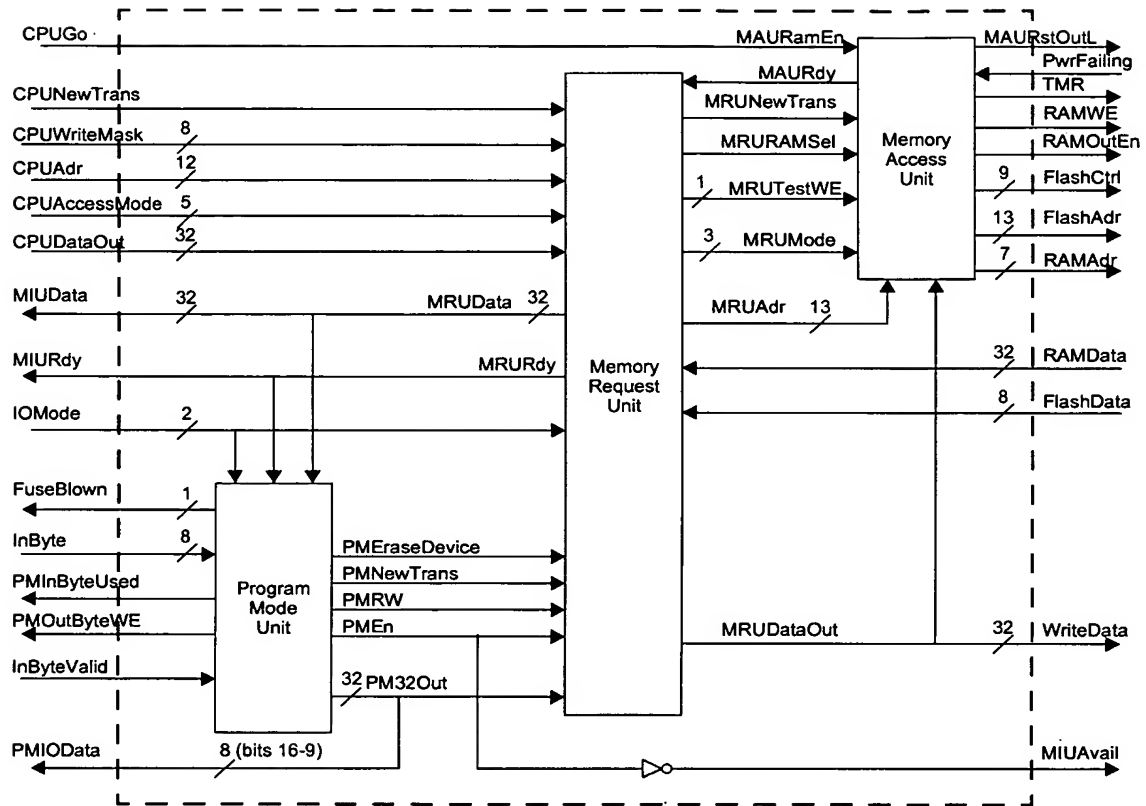 CPUGo
MAURamEn
MAURstOutL
MAURdy
PwrFailing
CPUNewTrans
MRUNewTrans
TMR
CPUWriteMask
8
MRURAMSel
Memory
Access
Unit
RAMWE
RAMOutEn
CPUAdr
12
1
MRUTestWE
9
FlashCtrl
CPUAccessMode
5
3
MRUMode
13
FlashAdr
CPUDataOut
32
7
RAMAdr
MIUData
32
MRUData
32
MRUAdr
13
MIURdy
MRURdy
Memory
Request
Unit
32
RAMData
IOMode
2
8
FlashData
FuseBlown
1
InByte
8
PMEraseDevice
PMInByteUsed
Program
Mode
Unit
PMNewTrans
PMRW
PMOutByteWE
PMEn
MRUDataOut
32
WriteData
InByteValid
32
PM32Out
PMIOData
8 (bits 16-9)
MIUAvail